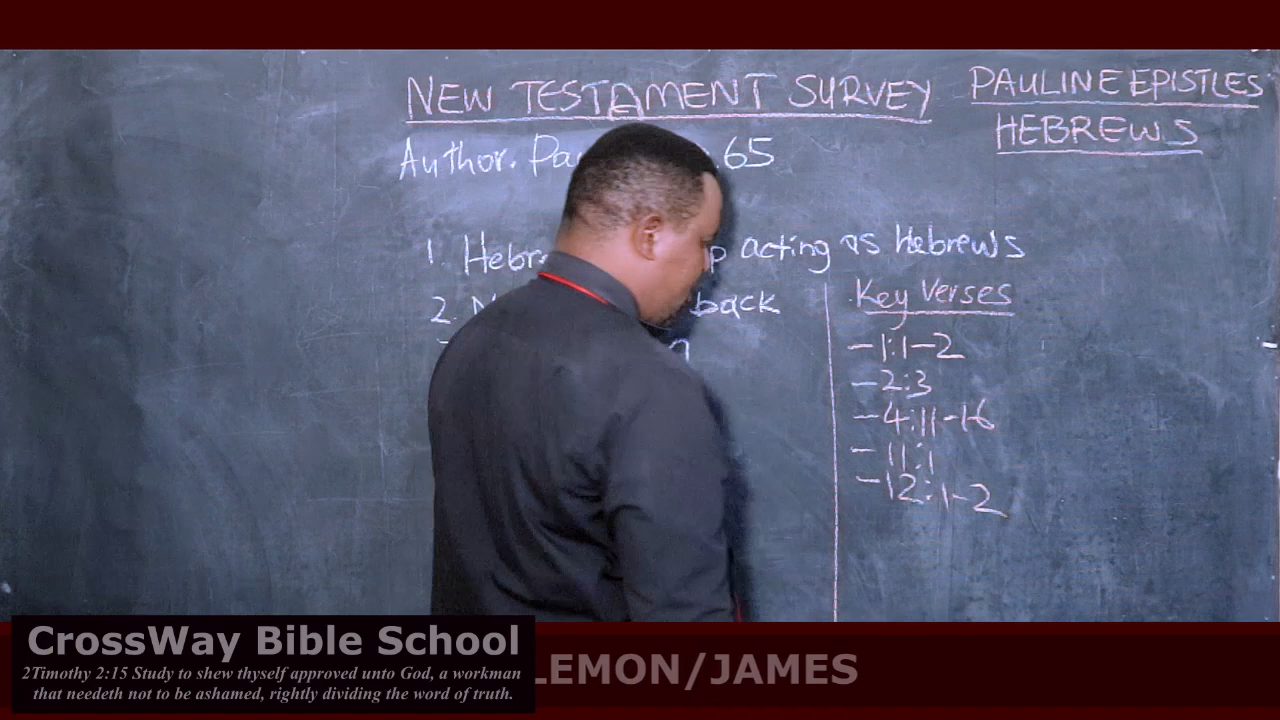 NEW TESTAMENT SURVEY
PAULINE EPISTLES
HEBREWS
Author. Pa .65
1. Hebre p acting as Hebrews
2. N back
Key Verses
-1:1-2
-2:3
-4:11-16
-11:1
-12:1-2
CrossWay Bible School
2Timothy 2:15 Study to shew thyself approved unto God, a workman
that needeth not to be ashamed, rightly dividing the word of truth.
LEMON/JAMES